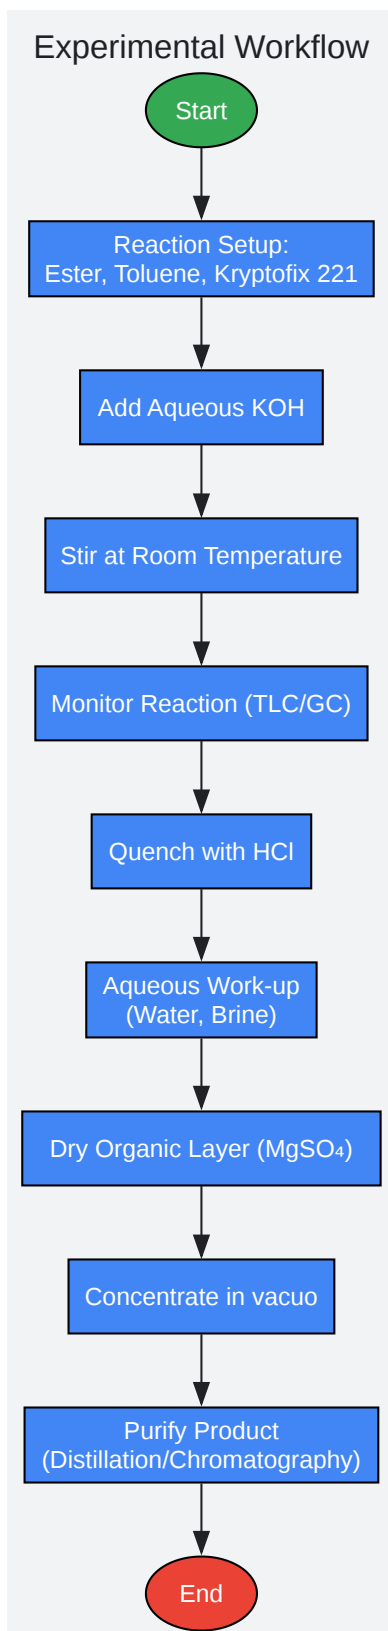 Experimental Workflow
Start
Reaction Setup:
Ester, Toluene, Kryptofix 221
Add Aqueous KOH
Stir at Room Temperature
Monitor Reaction (TLC/GC)
Quench with HCl
Aqueous Work-up
(Water, Brine)
Dry Organic Layer (MgSO₄)
Concentrate in vacuo
Purify Product
(Distillation/Chromatography)
End